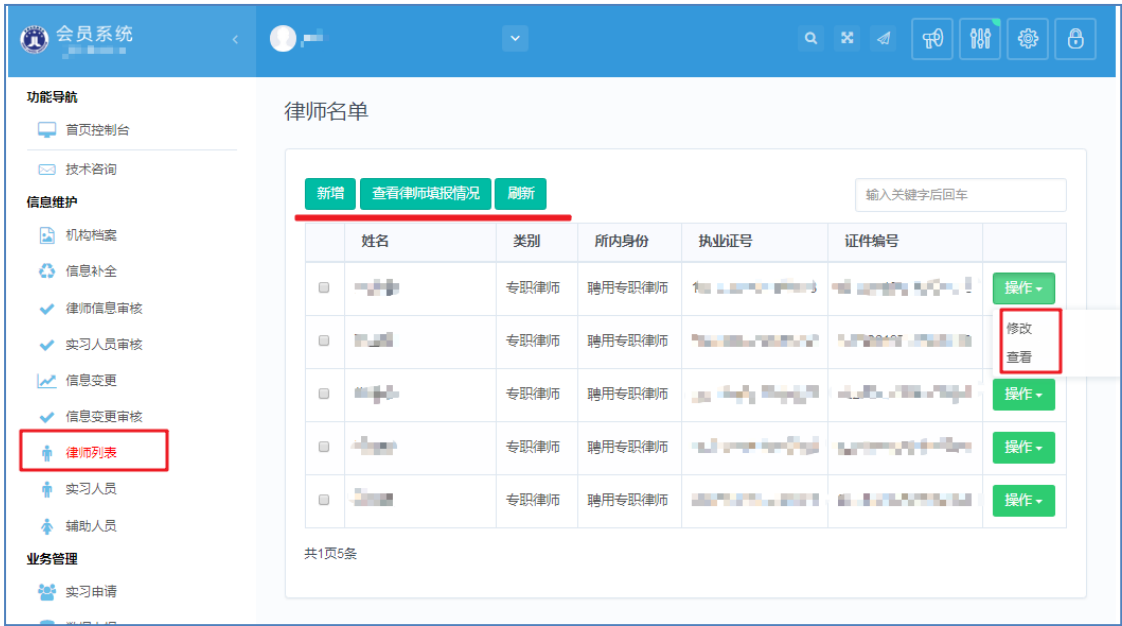 会员系统
功能导航
首页控制台
技术咨询
信息维护
机构档案
信息补全
律师信息审核
实习人员审核
信息变更
信息变更审核
律师列表
实习人员
辅助人员
业务管理
实习申请
律师名单
新增 查看律师填报情况 刷新 输入关键字后回车
姓名 类别 所内身份 执业证号 证件编号
专职律师 聘用专职律师 操作
修改
专职律师 聘用专职律师
查看
专职律师 聘用专职律师 操作
专职律师 聘用专职律师 操作
专职律师 聘用专职律师 操作
共1页5条